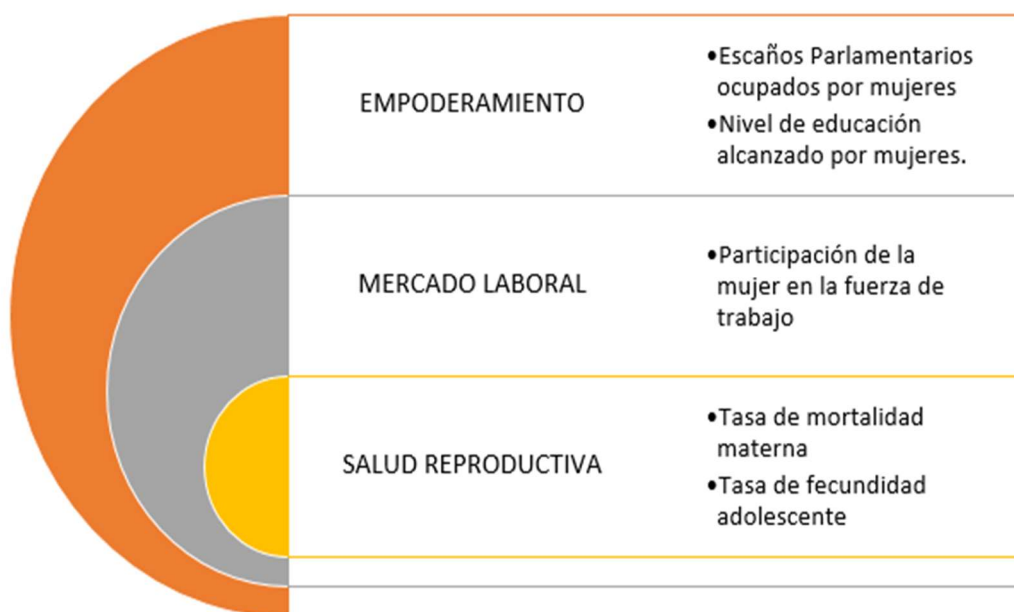 EMPODERAMIENTO
•Escaños Parlamentarios
ocupados por mujeres
•Nivel de educación
alcanzado por mujeres.
MERCADO LABORAL
•Participación de la
mujer en la fuerza de
trabajo
SALUD REPRODUCTIVA
•Tasa de mortalidad
materna
•Tasa de fecundidad
adolescente